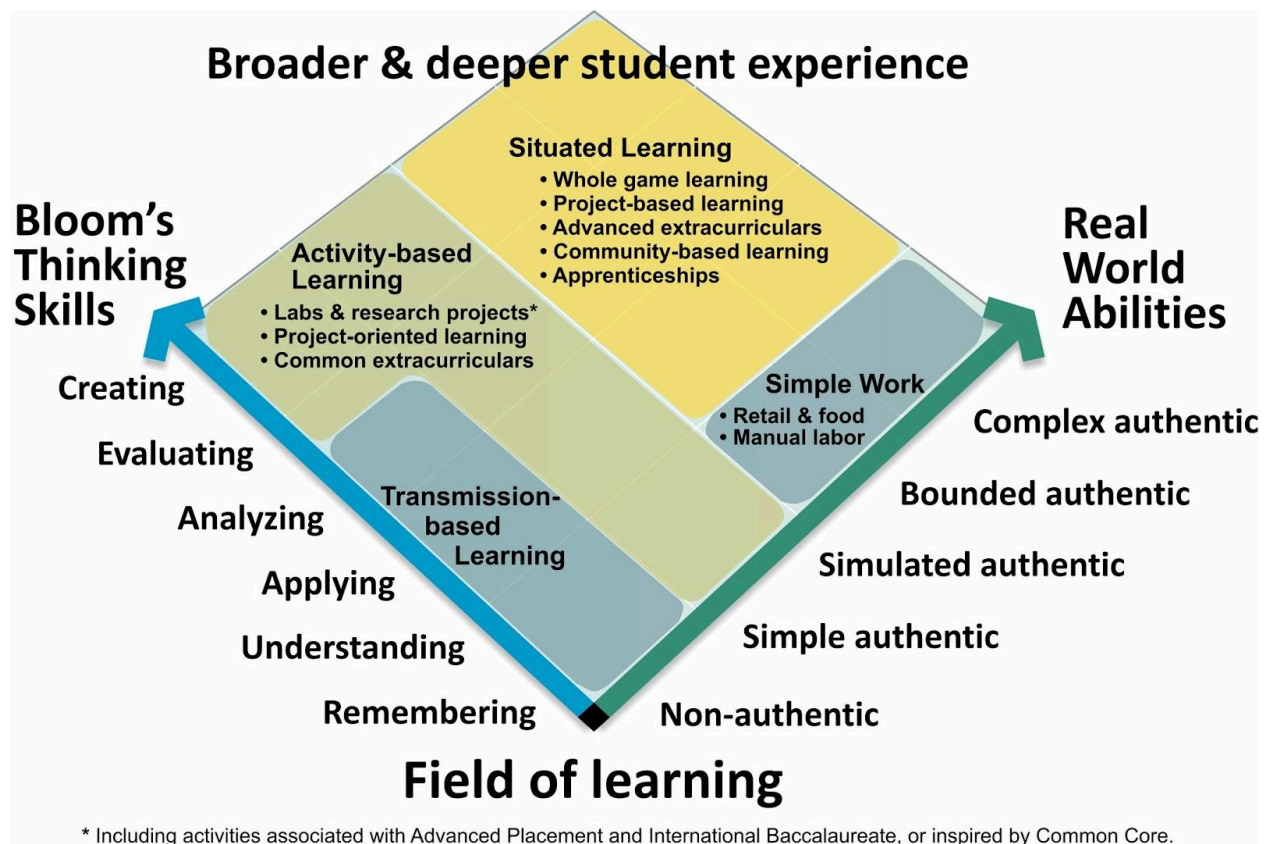 Broader & deeper student experience
Situated Learning
• Whole game learning
• Project-based learning
• Advanced extracurriculars
• Community-based learning
• Apprenticeships
Bloom’s
Thinking
Skills
Real
World
Abilities
Activity-based
Learning
• Labs & research projects*
• Project-oriented learning
• Common extracurriculars
Simple Work
• Retail & food
• Manual labor
Transmission-
based
Learning
Creating
Evaluating
Analyzing
Applying
Understanding
Remembering
Complex authentic
Bounded authentic
Simulated authentic
Simple authentic
Non-authentic
Field of learning
* Including activities associated with Advanced Placement and International Baccalaureate, or inspired by Common Core.